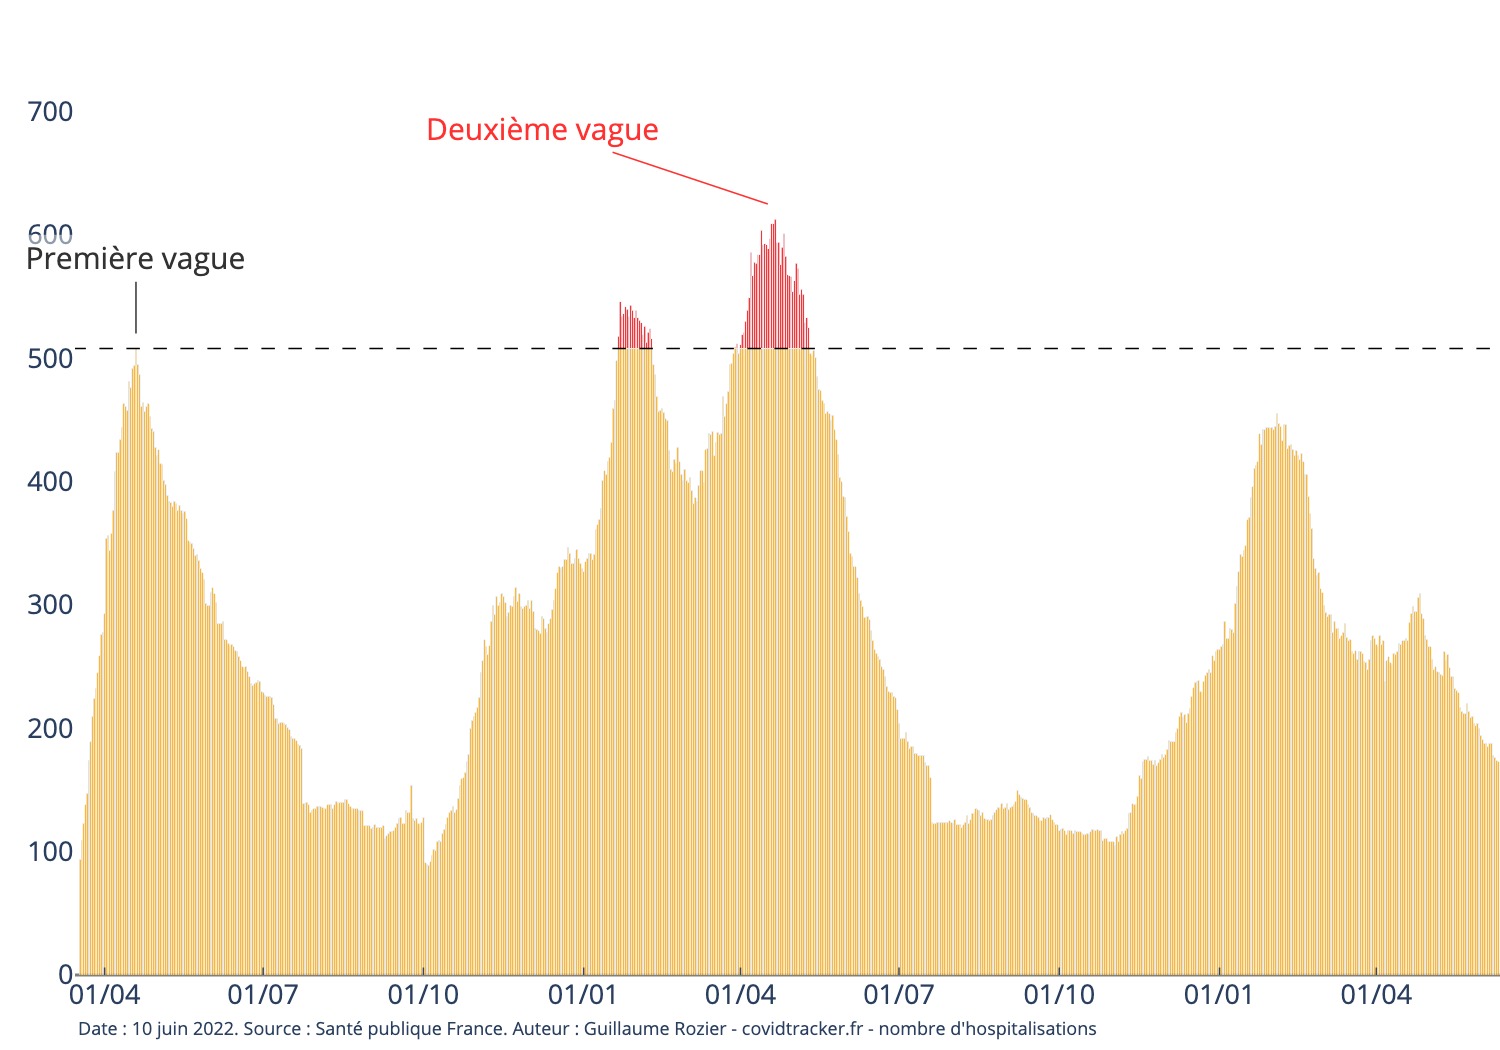 700
Deuxième vague
600
Première vague
500
400
300
200
100
0
01/04 01/07 01/10 01/01 01/04 01/07 01/10 01/01 01/04
Date : 10 juin 2022. Source : Santé publique France. Auteur : Guillaume Rozier - covidtracker.fr - nombre d'hospitalisations